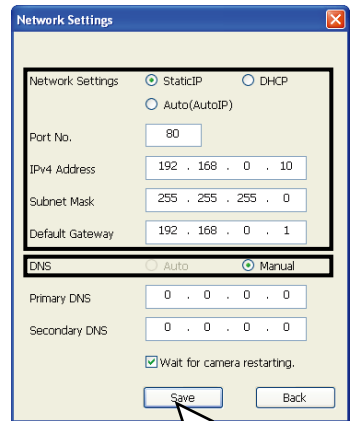 Network Settings
Network Settings StaticIP DHCP
Auto(AutoIP)
Port No. 80
IPv4 Address 192 . 168 . 0 . 10
Subnet Mask 255 . 255 . 255 . 0
Default Gateway 192 . 168 . 0 . 1
DNS Auto Manual
Primary DNS 0 . 0 . 0 . 0
Secondary DNS 0 . 0 . 0 . 0
Wait for camera restarting.
Save Back